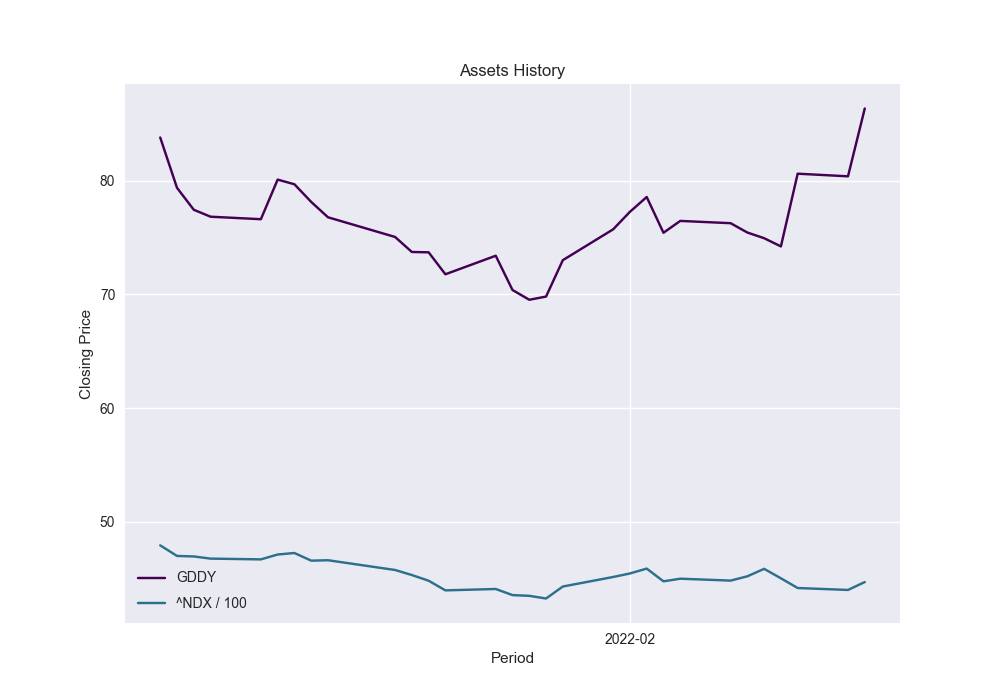 Assets History
Closing Price
80
70
60
50
GDDY
^NDX / 100
2022-02
Period